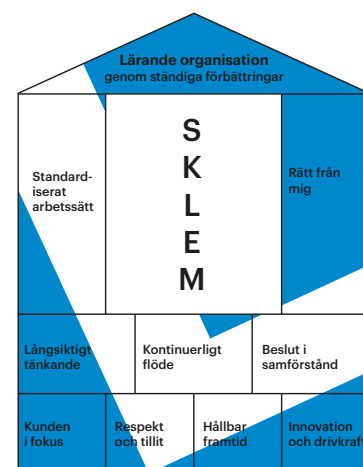 Lärande organisation
genom ständiga förbättringar
Standard-
iserat
arbetssätt
S
K
L
E
M
Rätt från
mig
Långsiktigt
tänkande
Kontinuerligt
flöde
Beslut i
samförstånd
Kunden
i fokus
Respekt
och tillit
Hållbar
framtid
Innovation
och drivkraft